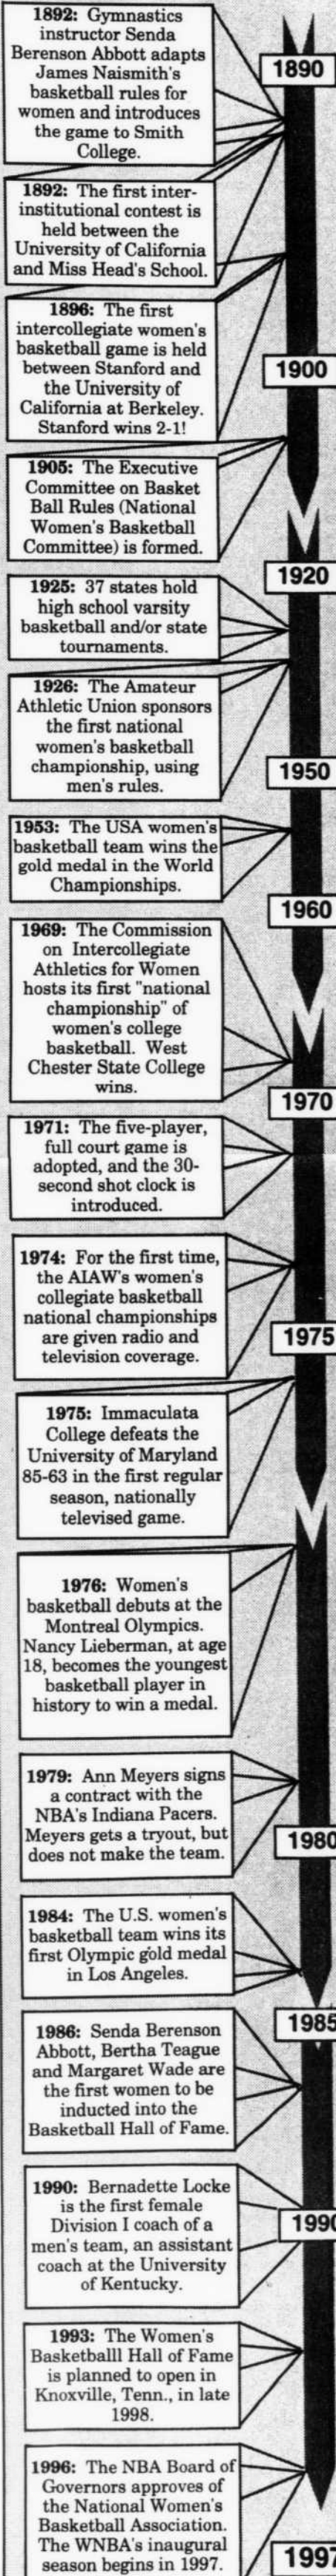 1892: Gymnastics
instructor Senda
Berenson Abbott adapts
James Naismith's
basketball rules for
women and introduces
the game to Smith
College.
1890
1892: The first inter-
institutional contest is
held between the
University of California
and Miss Head's School.
1896: The first
intercollegiate women's
basketball game is held
between Stanford and
the University of
California at Berkeley.
Stanford wins 2-1!
1900
1905: The Executive
Committee on Basket
Ball Rules (National
Women's Basketball
Committee) is formed.
1920
1925: 37 states hold
high school varsity
basketball and/or state
tournaments.
1926: The Amateur
Athletic Union sponsors
the first national
women's basketball
championship, using
men's rules.
1950
1953: The USA women's
basketball team wins the
gold medal in the World
Championships.
1960
1969: The Commission
on Intercollegiate
Athletics for Women
hosts its first "national
championship" of
women's college
basketball. West
Chester State College
wins.
1970
1971: The five-player,
full court game is
adopted, and the 30-
second shot clock is
introduced.
1974: For the first time,
the AIAW's women's
collegiate basketball
national championships
are given radio and
television coverage.
1975
1975: Immaculata
College defeats the
University of Maryland
85-63 in the first regular
season, nationally
televised game.
1976: Women's
basketball debuts at the
Montreal Olympics.
Nancy Lieberman, at age
18, becomes the youngest
basketball player in
history to win a medal.
1979: Ann Meyers signs
a contract with the
NBA's Indiana Pacers.
Meyers gets a tryout, but
does not make the team.
1980
1984: The U.S. women's
basketball team wins its
first Olympic gold medal
in Los Angeles.
1985
1986: Senda Berenson
Abbott, Bertha Teague
and Margaret Wade are
the first women to be
inducted into the
Basketball Hall of Fame.
1990: Bernadette Locke
is the first female
Division I coach of a
men's team, an assistant
coach at the University
of Kentucky.
1990
1993: The Women's
Basketballl Hall of Fame
is planned to open in
Knoxville, Tenn., in late
1998.
1996: The NBA Board of
Governors approves of
the National Women's
Basketball Association.
The WNBA's inaugural
season begins in 1997.